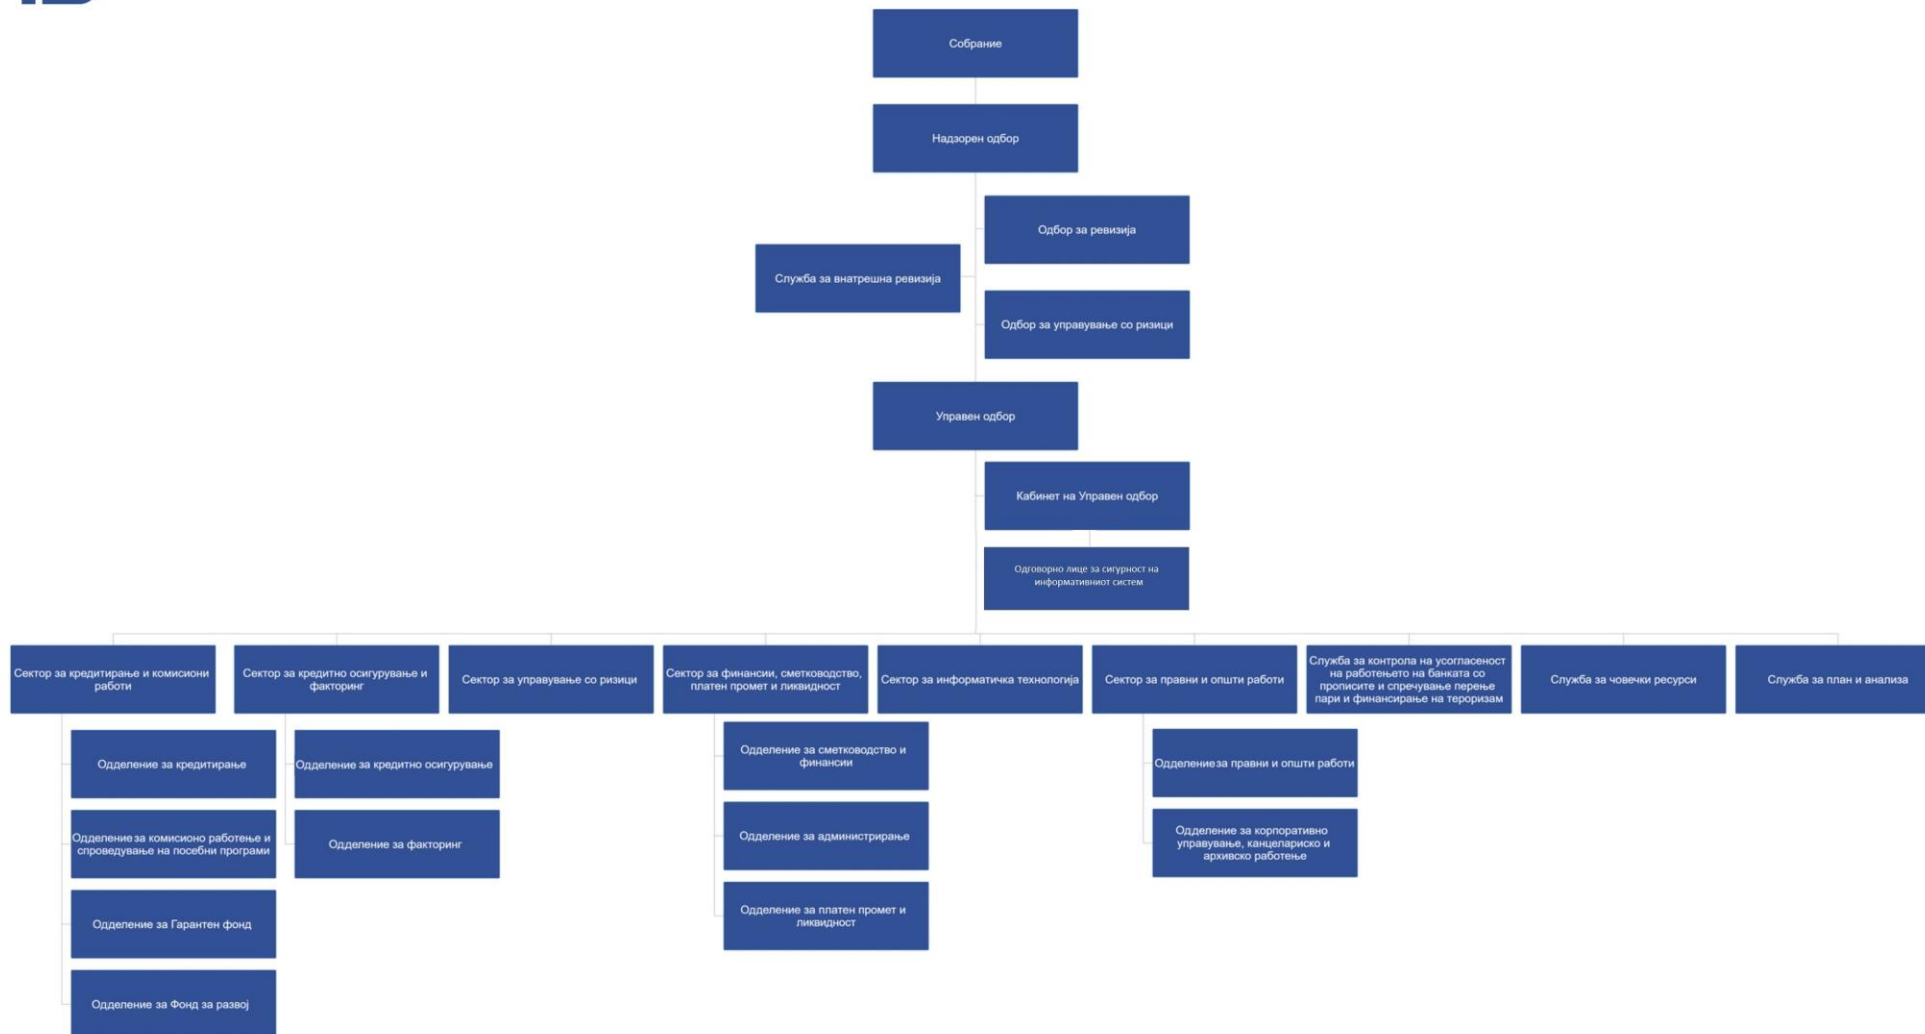 Собрание
Надзорен одбор
Одбор за ревизија
Служба за внатрешна ревизија
Одбор за управување со ризици
Управен одбор
Кабинет на Управен одбор
Одговорно лице за сигурност на
информативниот систем
Сектор за кредитирање и комисиони
работи
Сектор за кредитно осигурување и
факторинг
Сектор за управување со ризици
Сектор за финансии, сметководство,
платен промет и ликвидност
Сектор за информатичка технологија
Сектор за правни и општи работи
Служба за контрола на усогласеност
на работењето на банката со
прописите и спречување перење
пари и финансирање на тероризам
Служба за човечки ресурси
Служба за план и анализа
Одделение за кредитирање
Одделение за комисионо работење и
спроведување на посебни програми
Одделение за Гарантен фонд
Одделение за Фонд за развој
Одделение за кредитно осигурување
Одделение за факторинг
Одделение за сметководство и
финансии
Одделение за администрирање
Одделение за платен промет и
ликвидност
Одделение за правни и општи работи
Одделение за корпоративно
управување, канцелариско и
архивско работење